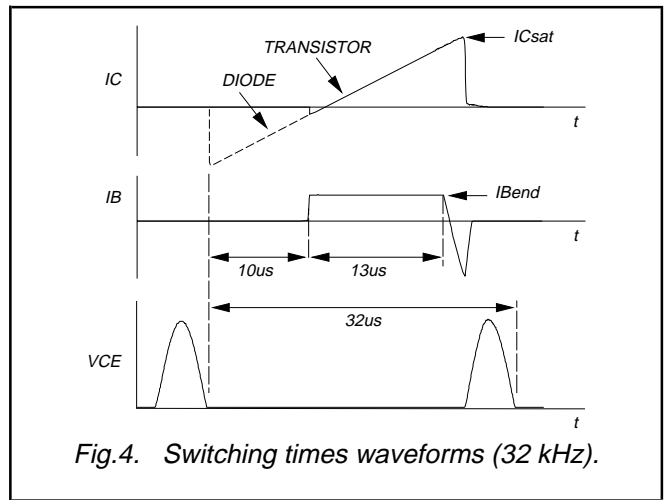 ICsat
TRANSISTOR
IC
DIODE
t
IB
IBend
t
10us
13us
32us
VCE
t
Fig.4. Switching times waveforms (32 kHz).